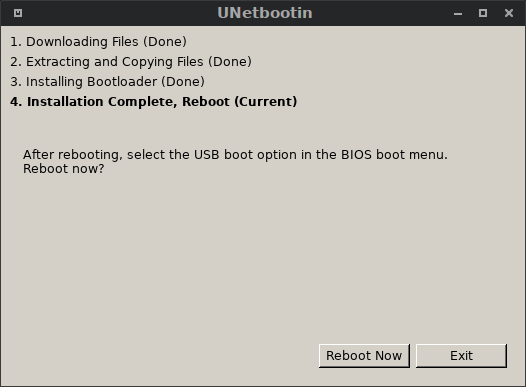 UNetbootin
1. Downloading Files (Done)
2. Extracting and Copying Files (Done)
3. Installing Bootloader (Done)
4. Installation Complete, Reboot (Current)
After rebooting, select the USB boot option in the BIOS boot menu.
Reboot now?
Reboot Now
Exit